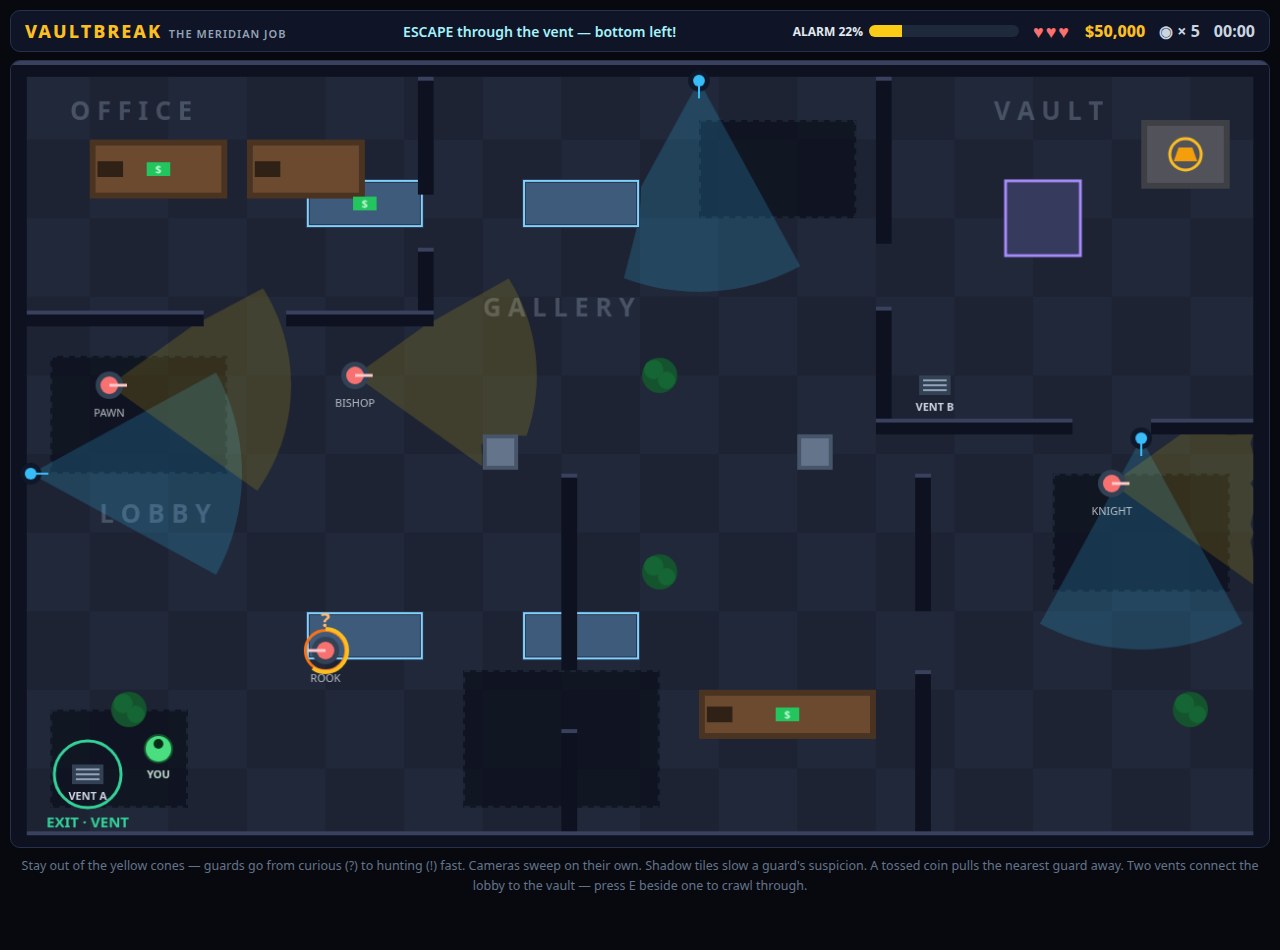 VAULTBREAK THE MERIDIAN JOB
ESCAPE through the vent — bottom left!
ALARM 22%
♥♥♥
$50,000
◉ × 5
00:00
OFFICE
VAULT
$
$
GALLERY
PAWN
BISHOP
VENT B
KNIGHT
LOBBY
?
ROOK
$
YOU
VENT A
EXIT · VENT
Stay out of the yellow cones — guards go from curious (?) to hunting (!) fast. Cameras sweep on their own. Shadow tiles slow a guard's suspicion. A tossed coin pulls the nearest guard away. Two vents connect the
lobby to the vault — press E beside one to crawl through.